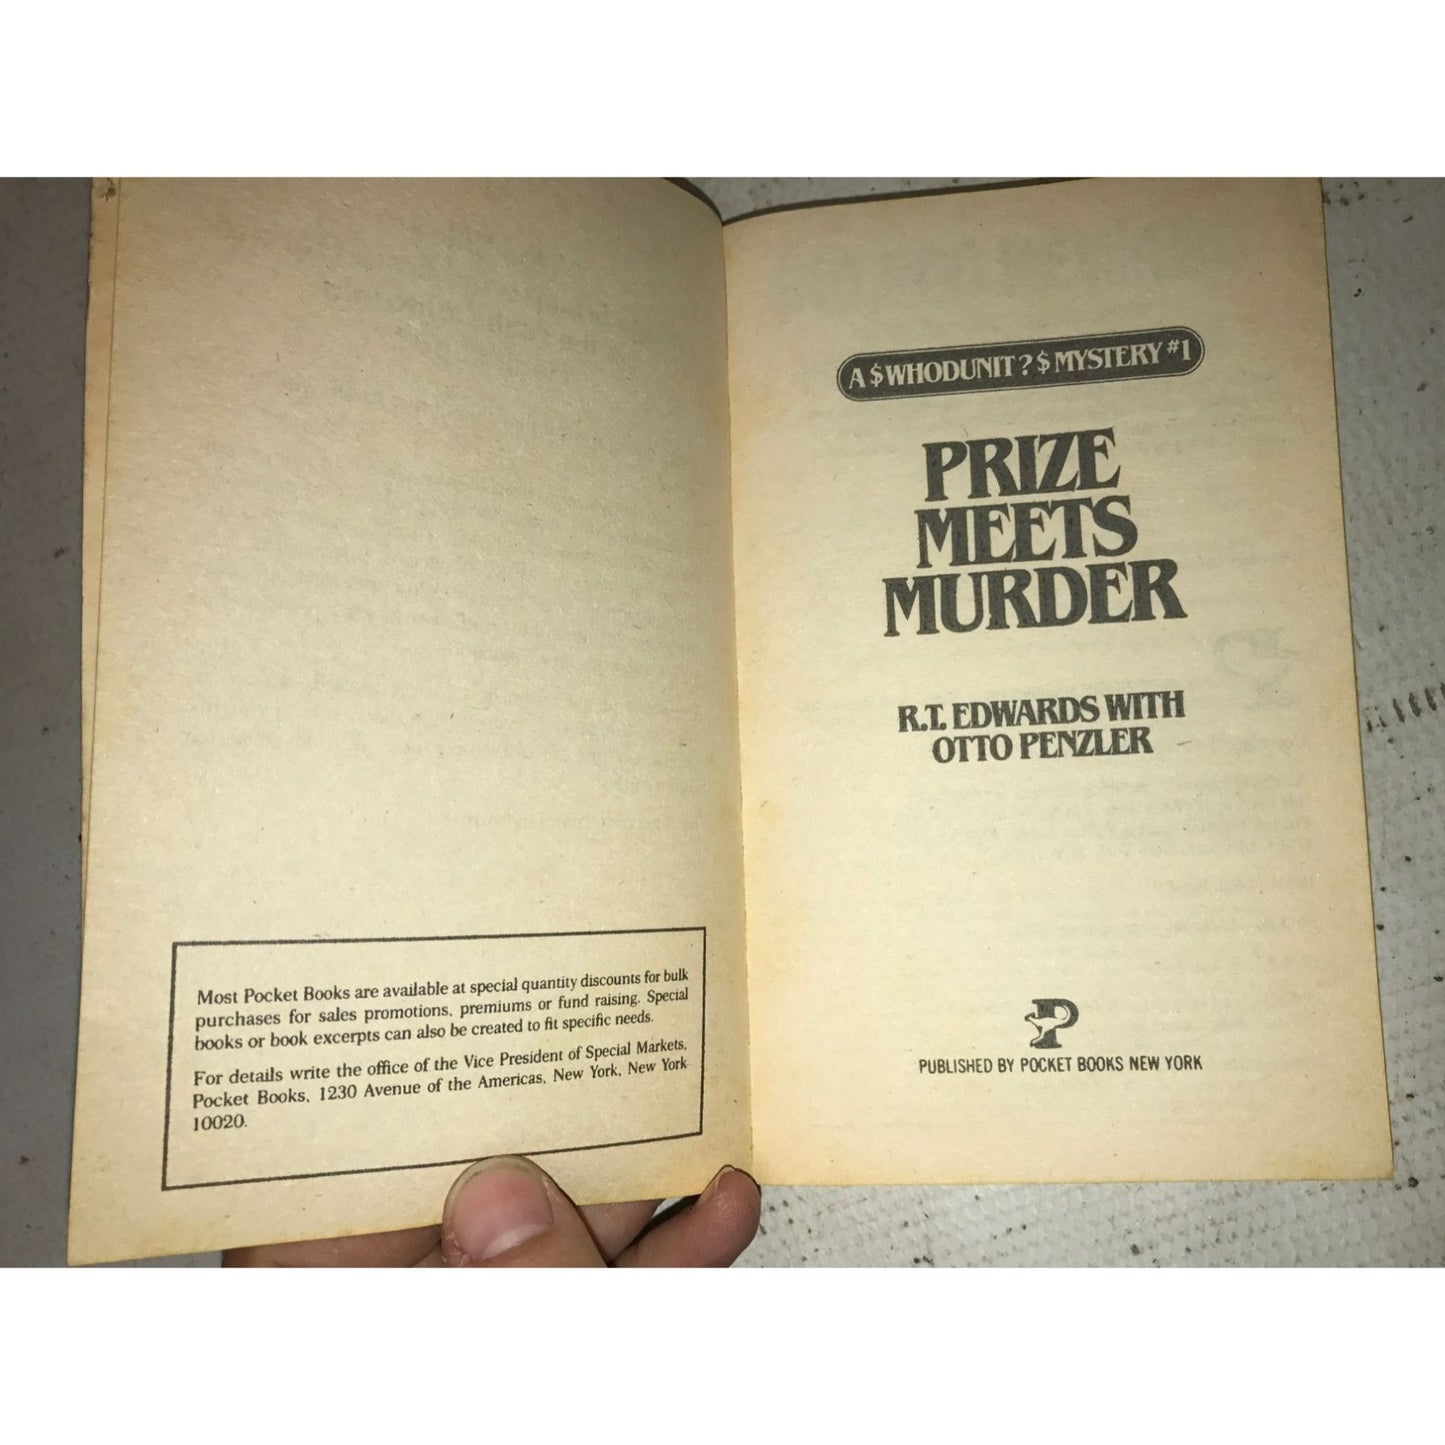 Most Pocket Books are available at special quantity discounts for bulk
purchases for sales promotions, premiums or fund raising. Special
books or book excerpts can also be created to fit specific needs.
For details write the office of the Vice President of Special Markets,
Pocket Books, 1230 Avenue of the Americas, New York, New York
10020.
A $WHODUNIT?$ MYSTERY #1
PRIZE
MEETS
MURDER
R.T. EDWARDS WITH
OTTO PENZLER
PUBLISHED BY POCKET BOOKS NEW YORK